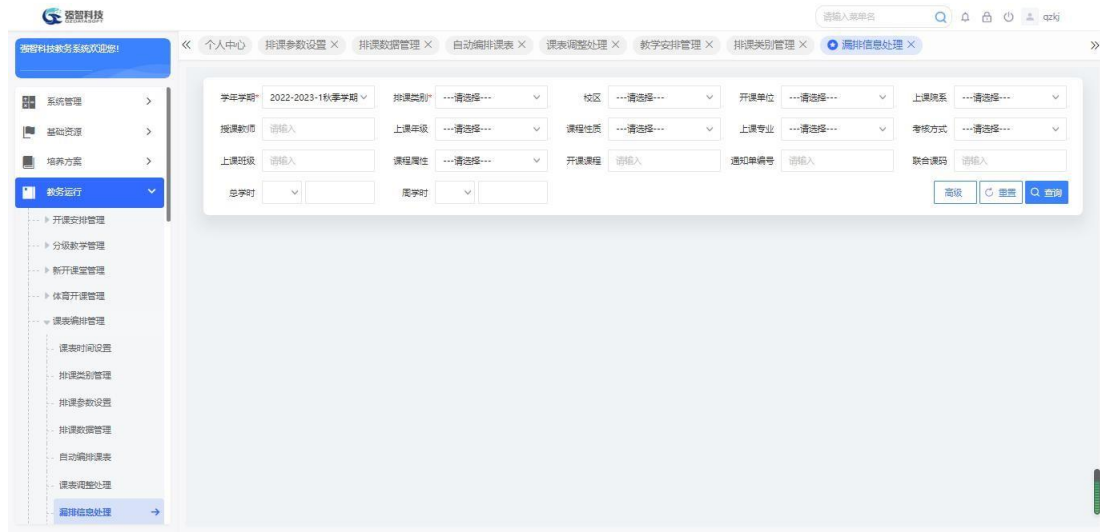 强智科技
请输入菜单名 qzkj
强智科技教务系统欢迎您!
个人中心 排课参数设置 排课数据管理 自动编排课表 课表调整处理 教学安排管理 排课类别管理 漏排信息处理
系统管理
基础资源
培养方案
教务运行
开课安排管理
分级教学管理
新开课堂管理
体育开课管理
课表编排管理
课表时间设置
排课类别管理
排课参数设置
排课数据管理
自动编排课表
课表调整处理
漏排信息处理
学年学期* 2022-2023-1秋季学期 排课类别* ---请选择--- 校区 ---请选择--- 开课单位 ---请选择--- 上课院系 ---请选择---
授课教师 请输入 上课年级 ---请选择--- 课程性质 ---请选择--- 上课专业 ---请选择--- 考核方式 ---请选择---
上课班级 请输入 课程属性 ---请选择--- 开课课程 请输入 通知单编号 请输入 联合课码 请输入
总学时 周学时 高级 重置 查询